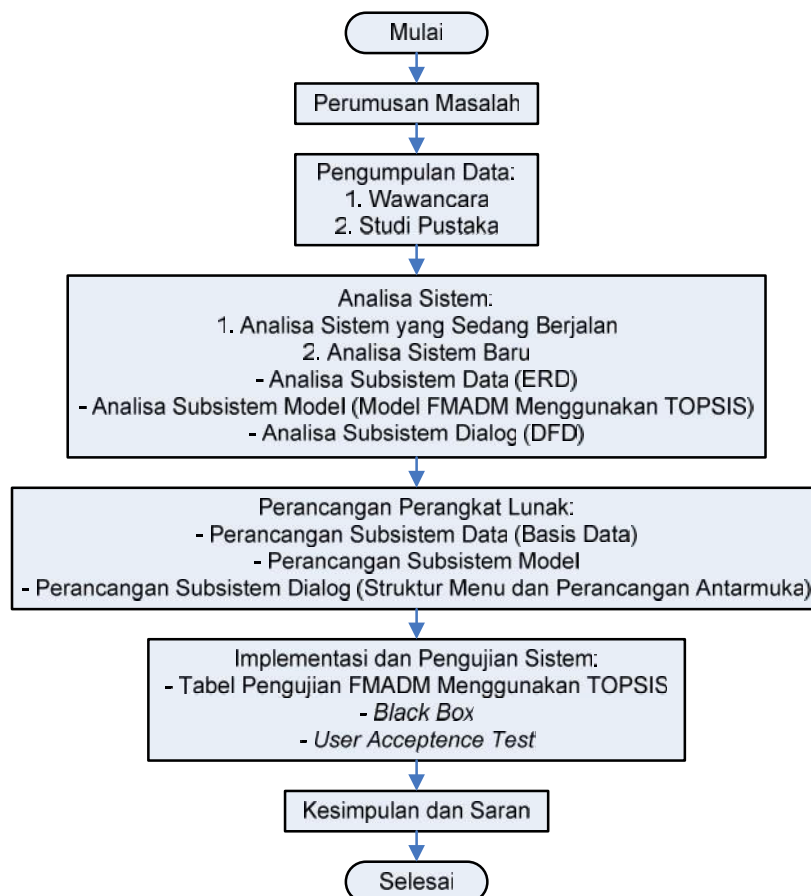 Mulai
Perumusan Masalah
Pengumpulan Data:
1. Wawancara
2. Studi Pustaka
Analisa Sistem:
1. Analisa Sistem yang Sedang Berjalan
2. Analisa Sistem Baru
- Analisa Subsistem Data (ERD)
- Analisa Subsistem Model (Model FMADM Menggunakan TOPSIS)
- Analisa Subsistem Dialog (DFD)
Perancangan Perangkat Lunak:
- Perancangan Subsistem Data (Basis Data)
- Perancangan Subsistem Model
- Perancangan Subsistem Dialog (Struktur Menu dan Perancangan Antarmuka)
Implementasi dan Pengujian Sistem:
- Tabel Pengujian FMADM Menggunakan TOPSIS
- Black Box
- User Acceptence Test
Kesimpulan dan Saran
Selesai